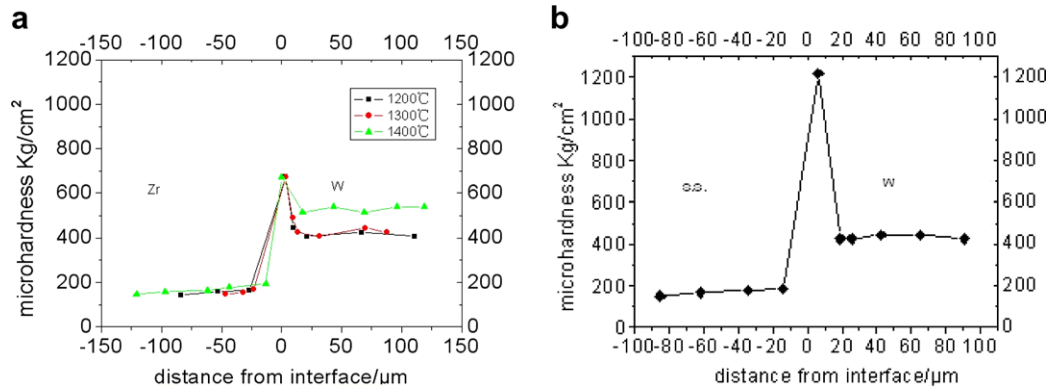 a
-150 -100 -50 0 50 100 150
1200 1200
1000 1000
800 800
600 600
400 400
200 200
0 0
-150 -100 -50 0 50 100 150
microhardness Kg/cm²
distance from interface/µm
1200℃
1300℃
1400℃
Zr
W
b
-100 -80 -60 -40 -20 0 20 40 60 80 100
1200 1200
1000 1000
800 800
600 600
400 400
200 200
0 0
-100 -80 -60 -40 -20 0 20 40 60 80 100
microhardness Kg/cm²
distance from interface/µm
s.s.
W